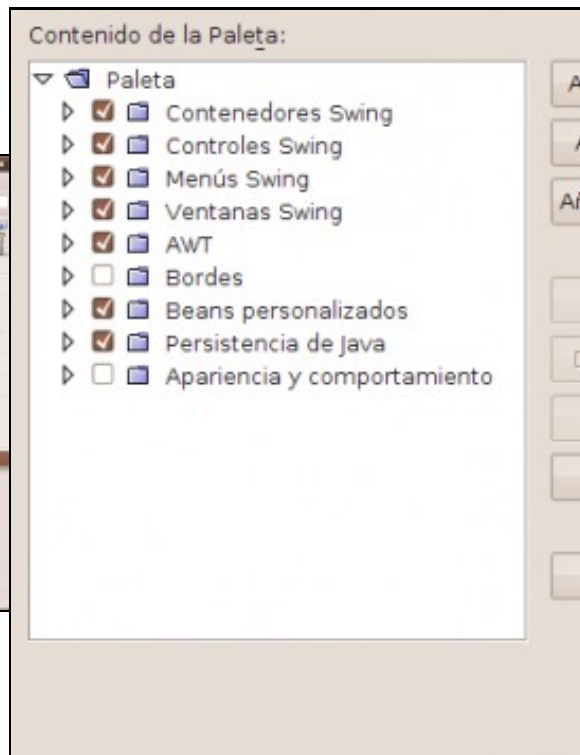 Contenido de la Paleta:
Paleta
Contenedores Swing
Controles Swing
Menús Swing
Ventanas Swing
AWT
Bordes
Beans personalizados
Persistencia de Java
Apariencia y comportamiento